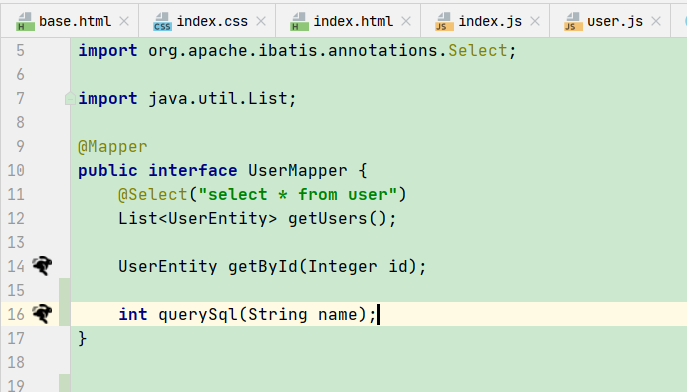 base.html index.css index.html index.js user.js
5 import org.apache.ibatis.annotations.Select;
6
7 import java.util.List;
8
9 @Mapper
10 public interface UserMapper {
11 @Select("select * from user")
12 List<UserEntity> getUsers();
13
14 UserEntity getById(Integer id);
15
16 int querySql(String name);
17 }
18
19